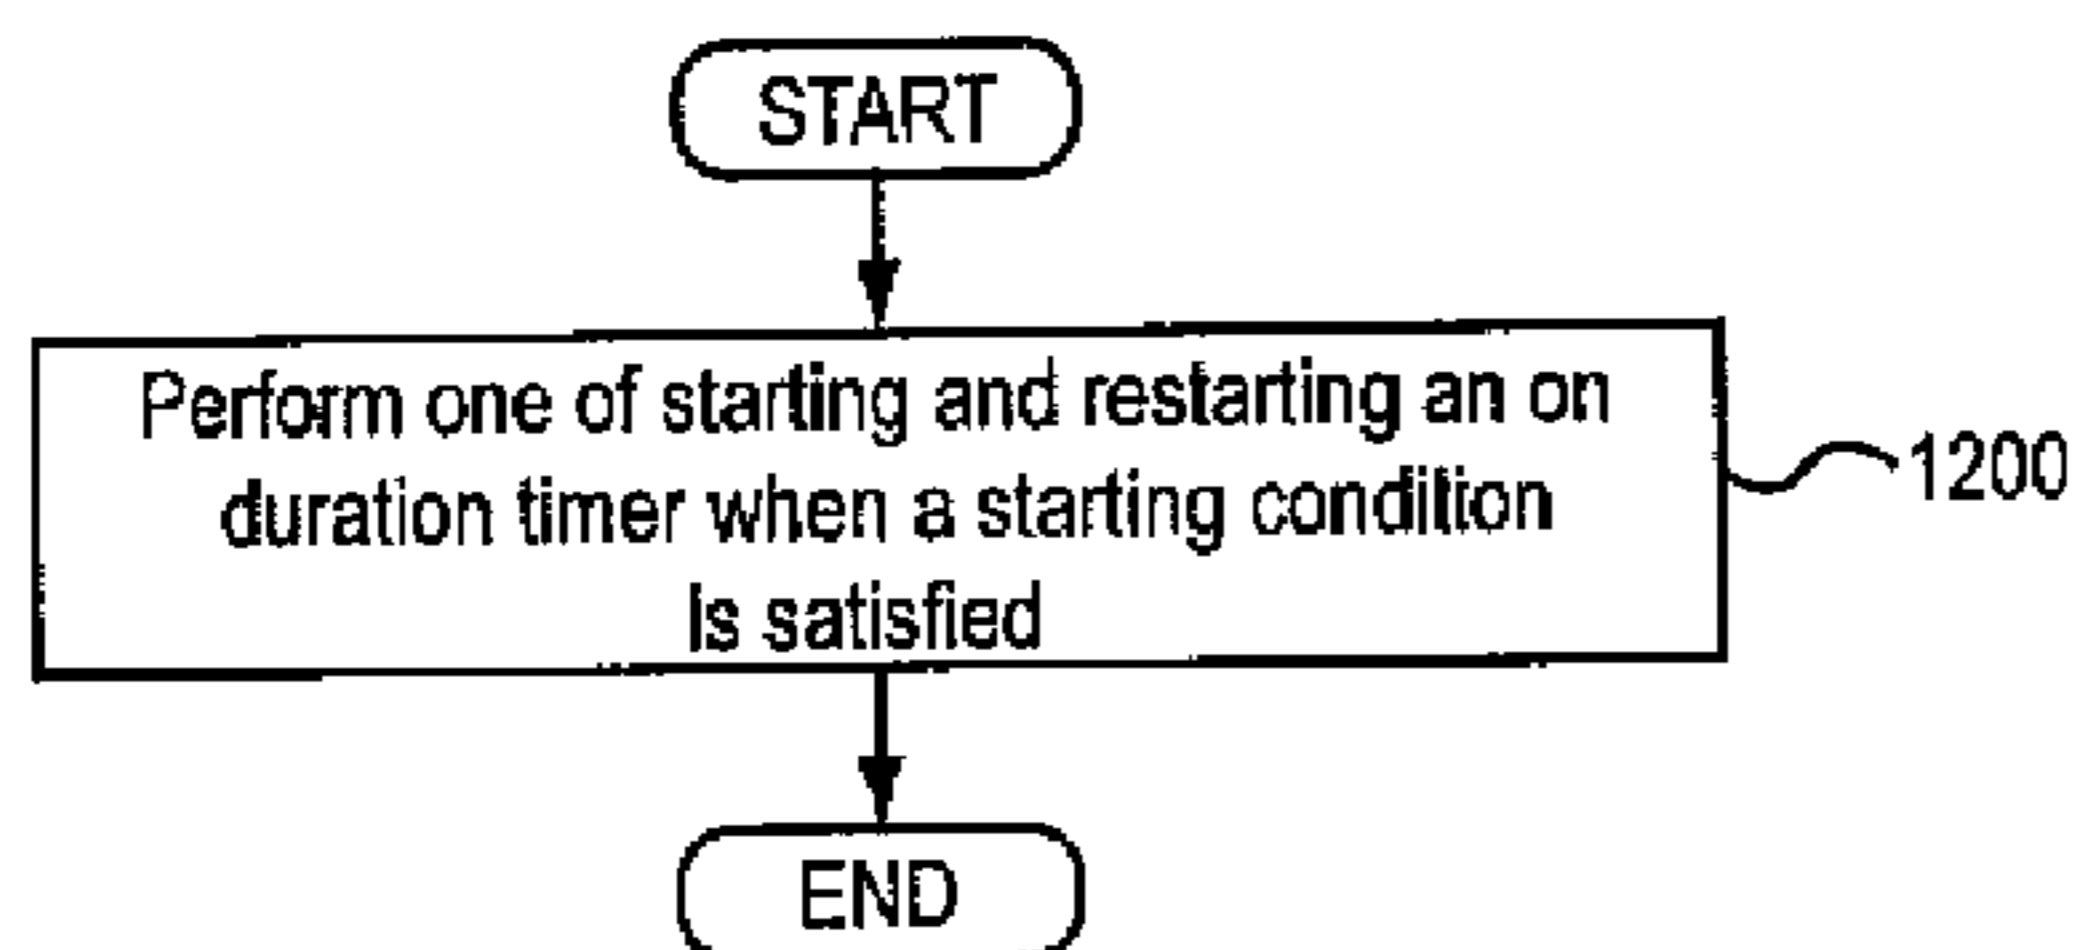 START
Perform one of starting and restarting an on
duration timer when a starting condition
is satisfied
1200
END